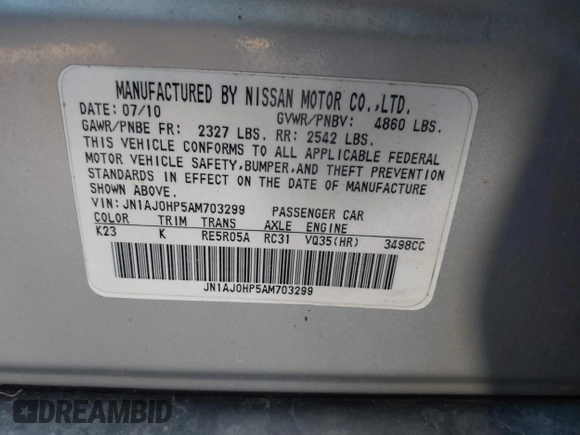 MANUFACTURED BY NISSAN MOTOR CO.,LTD.
DATE: 07/10 GVWR/PNBV: 4860 LBS.
GAWR/PNBE FR: 2327 LBS. RR: 2542 LBS.
THIS VEHICLE CONFORMS TO ALL APPLICABLE FEDERAL
MOTOR VEHICLE SAFETY,BUMPER,AND THEFT PREVENTION
STANDARDS IN EFFECT ON THE DATE OF MANUFACTURE
SHOWN ABOVE.
VIN: JN1AJ0HP5AM703299 PASSENGER CAR
COLOR TRIM TRANS AXLE ENGINE
K23 K RE5R05A RC31 VQ35(HR) 3498CC
JN1AJ0HP5AM703299
DREAMBID